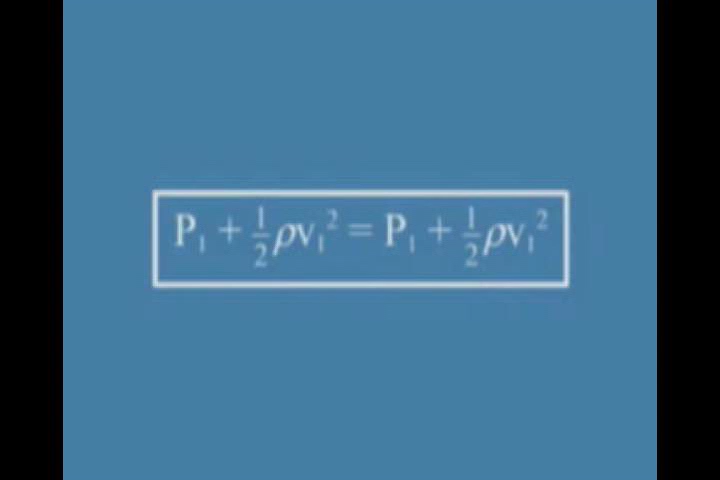 P₁ + ½ρv₁² = P₁ + ½ρv₁²